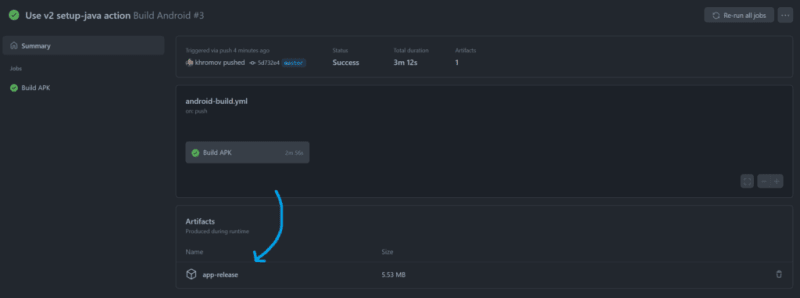 Use v2 setup-java action Build Android #3
Re-run all jobs
Summary
Jobs
Build APK
Triggered via push 4 minutes ago
khromov pushed 5d732e4 master
Status
Success
Total duration
3m 12s
Artifacts
1
android-build.yml
on: push
Build APK
Artifacts
Produced during runtime
Name Size
app-release 5.53 MB